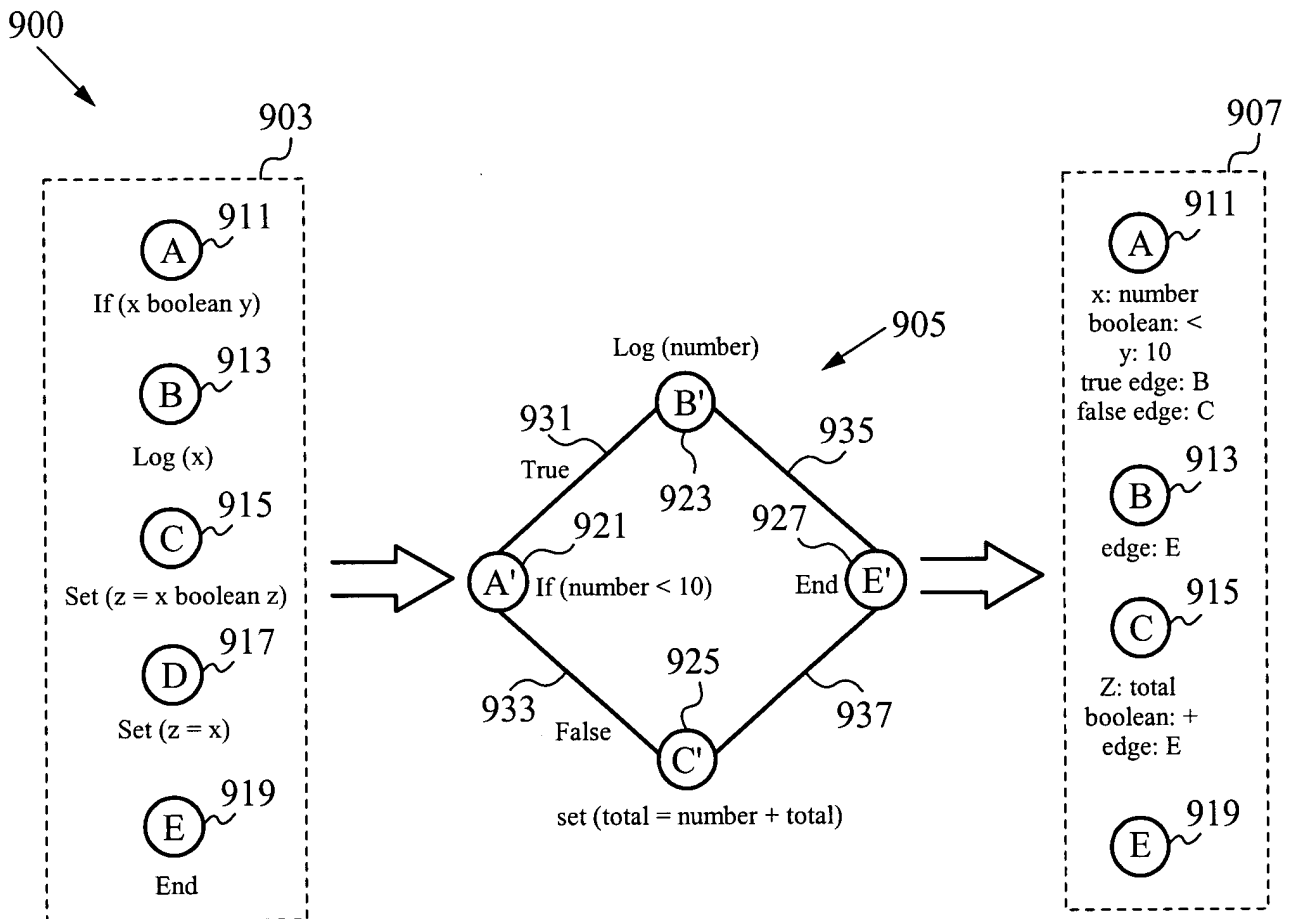 900
903
A
911
If (x boolean y)
B
913
Log (x)
C
915
Set (z = x boolean z)
D
917
Set (z = x)
E
919
End
905
Log (number)
B'
923
931
True
935
A'
921
If (number < 10)
927
End
E'
933
False
925
C'
937
set (total = number + total)
907
A
911
x: number
boolean: <
y: 10
true edge: B
false edge: C
B
913
edge: E
C
915
Z: total
boolean: +
edge: E
E
919